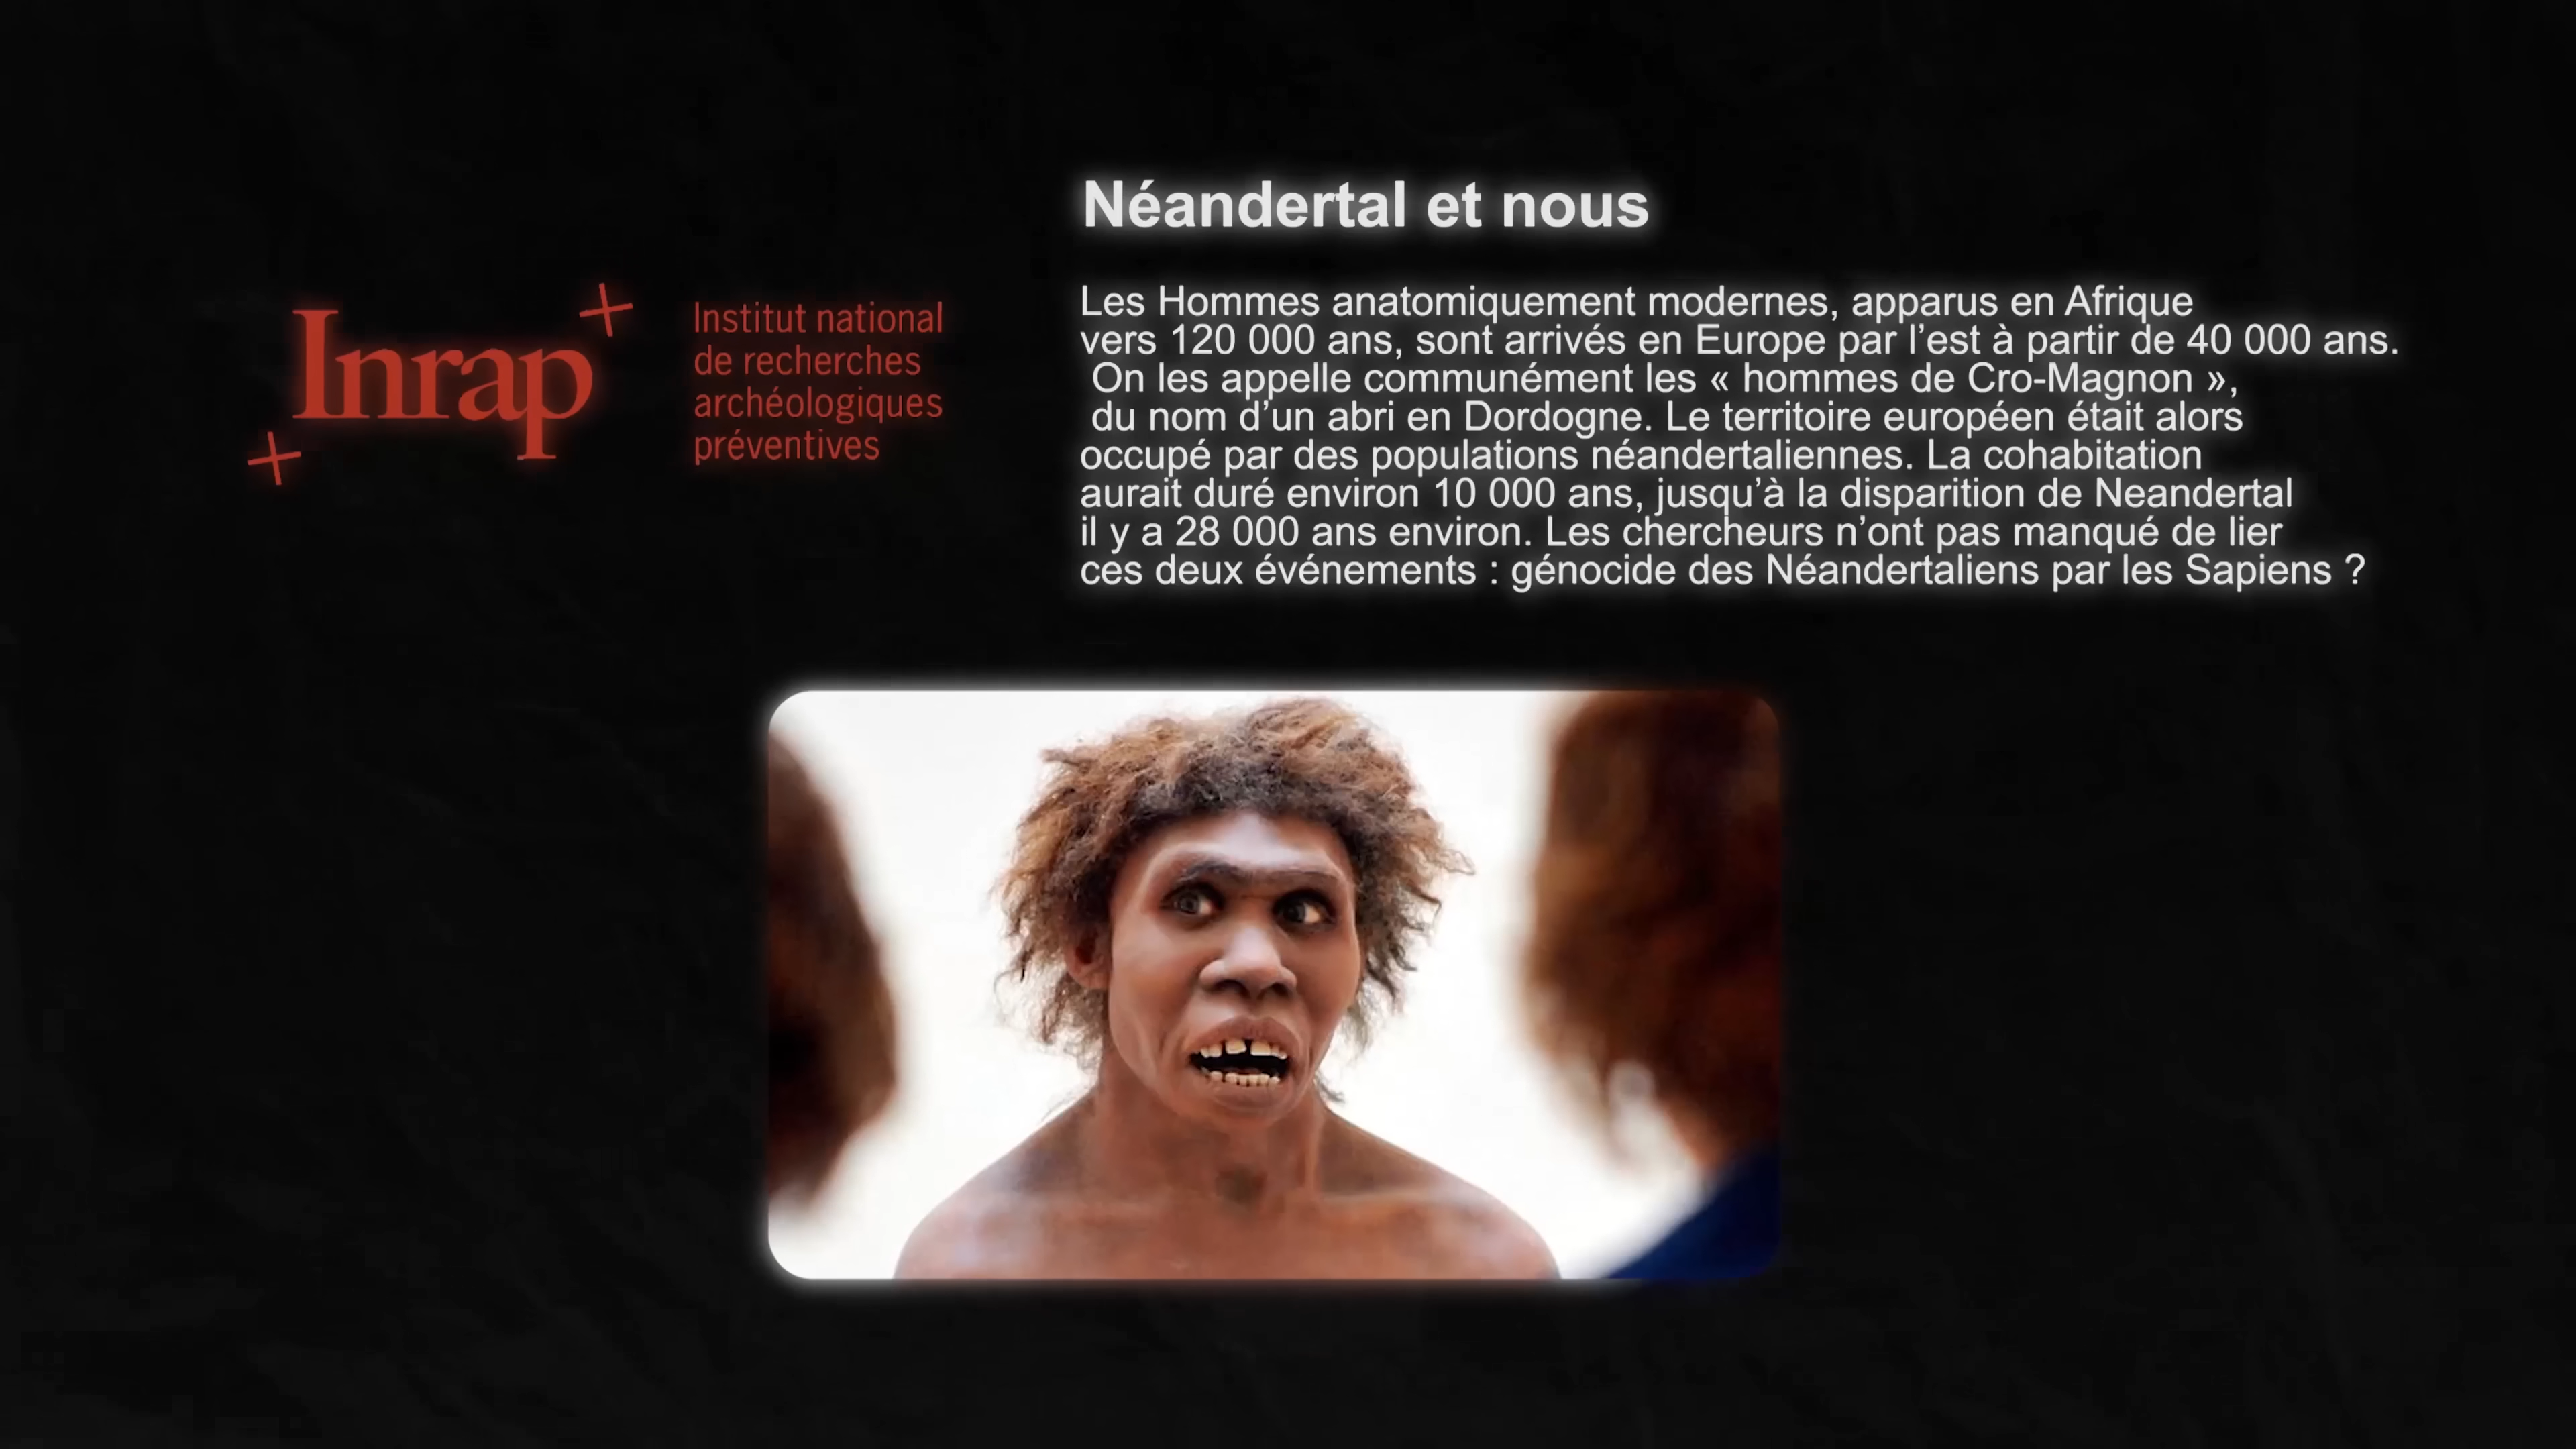 Inrap
Institut national
de recherches
archéologiques
préventives
Néandertal et nous
Les Hommes anatomiquement modernes, apparus en Afrique
vers 120 000 ans, sont arrivés en Europe par l’est à partir de 40 000 ans.
On les appelle communément les « hommes de Cro-Magnon »,
du nom d’un abri en Dordogne. Le territoire européen était alors
occupé par des populations néandertaliennes. La cohabitation
aurait duré environ 10 000 ans, jusqu’à la disparition de Neandertal
il y a 28 000 ans environ. Les chercheurs n’ont pas manqué de lier
ces deux événements : génocide des Néandertaliens par les Sapiens ?